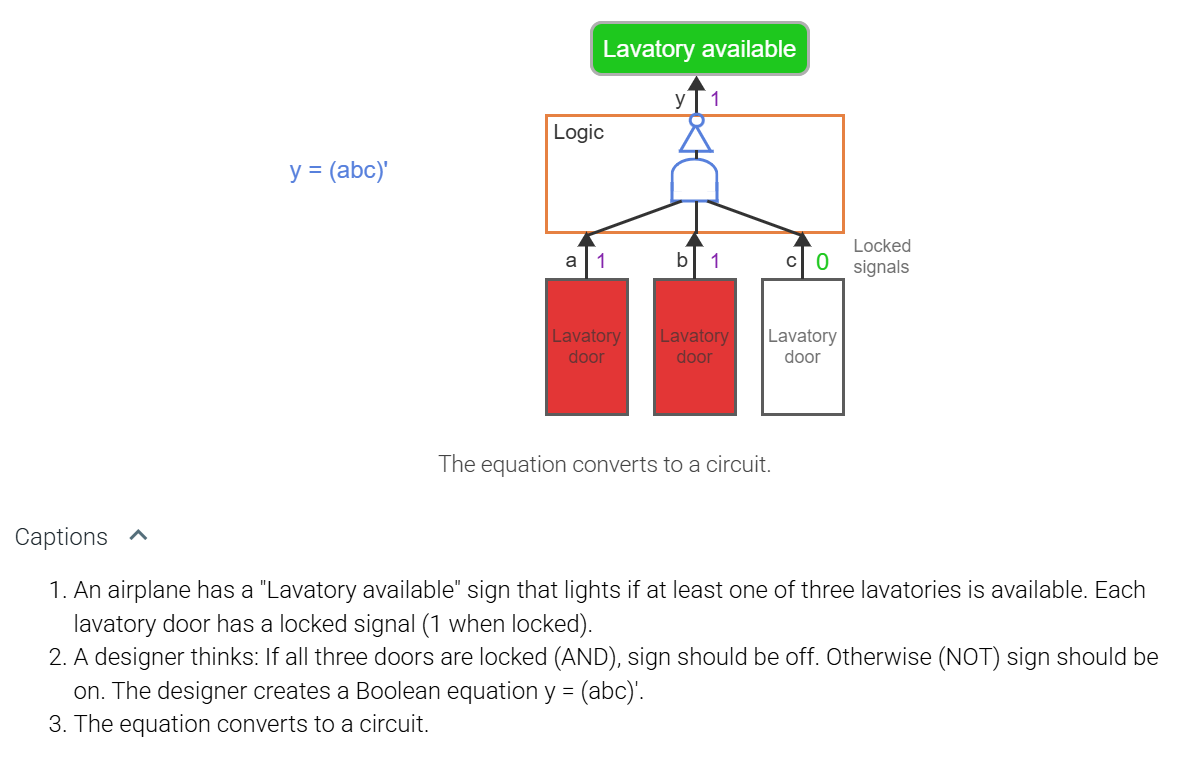 Lavatory available
y 1
Logic
y = (abc)'
a 1 b 1 c 0
Locked
signals
Lavatory
door
Lavatory
door
Lavatory
door
The equation converts to a circuit.
Captions
1. An airplane has a "Lavatory available" sign that lights if at least one of three lavatories is available. Each
lavatory door has a locked signal (1 when locked).
2. A designer thinks: If all three doors are locked (AND), sign should be off. Otherwise (NOT) sign should be
on. The designer creates a Boolean equation y = (abc)'.
3. The equation converts to a circuit.